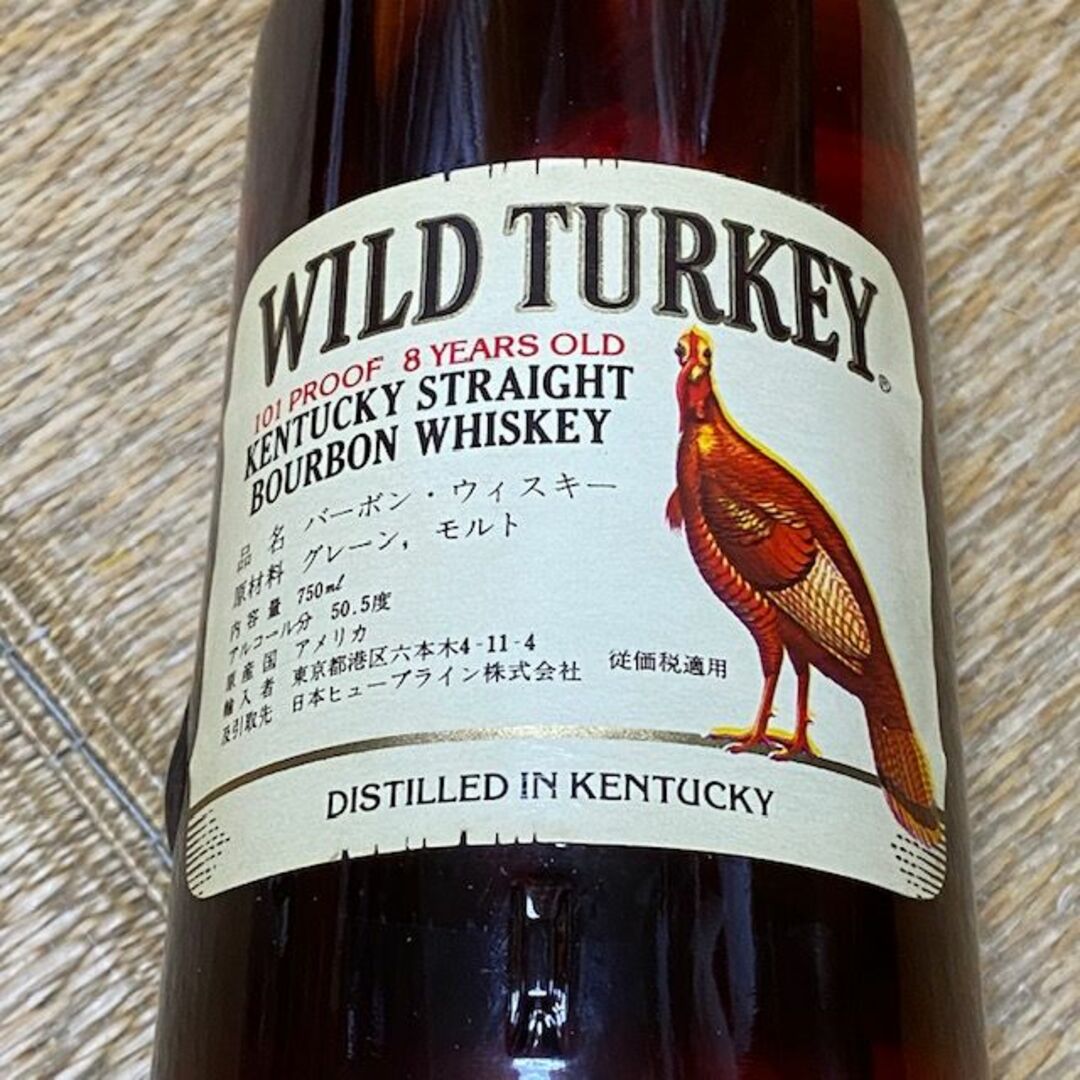 WILD TURKEY®
101 PROOF 8 YEARS OLD
KENTUCKY STRAIGHT
BOURBON WHISKEY
品名 バーボン・ウィスキー
原材料 グレーン, モルト
内容量 750ml
アルコール分 50.5度
原産国 アメリカ
輸入者 東京都港区六本木4-11-4
及引取先 日本ヒューブライン株式会社 従価税適用
DISTILLED IN KENTUCKY